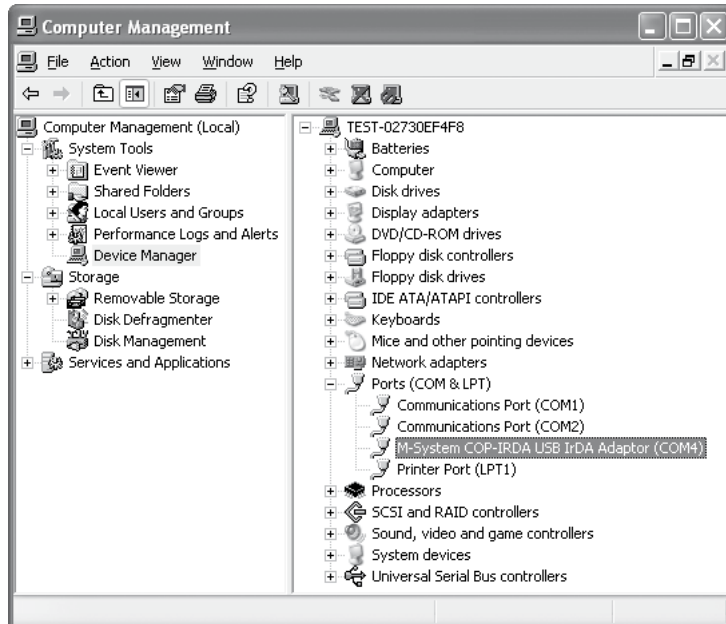 Computer Management
File Action View Window Help
Computer Management (Local)
System Tools
Event Viewer
Shared Folders
Local Users and Groups
Performance Logs and Alerts
Device Manager
Storage
Removable Storage
Disk Defragmenter
Disk Management
Services and Applications
TEST-02730EF4F8
Batteries
Computer
Disk drives
Display adapters
DVD/CD-ROM drives
Floppy disk controllers
Floppy disk drives
IDE ATA/ATAPI controllers
Keyboards
Mice and other pointing devices
Network adapters
Ports (COM & LPT)
Communications Port (COM1)
Communications Port (COM2)
M-System COP-IRDA USB IrDA Adaptor (COM4)
Printer Port (LPT1)
Processors
SCSI and RAID controllers
Sound, video and game controllers
System devices
Universal Serial Bus controllers